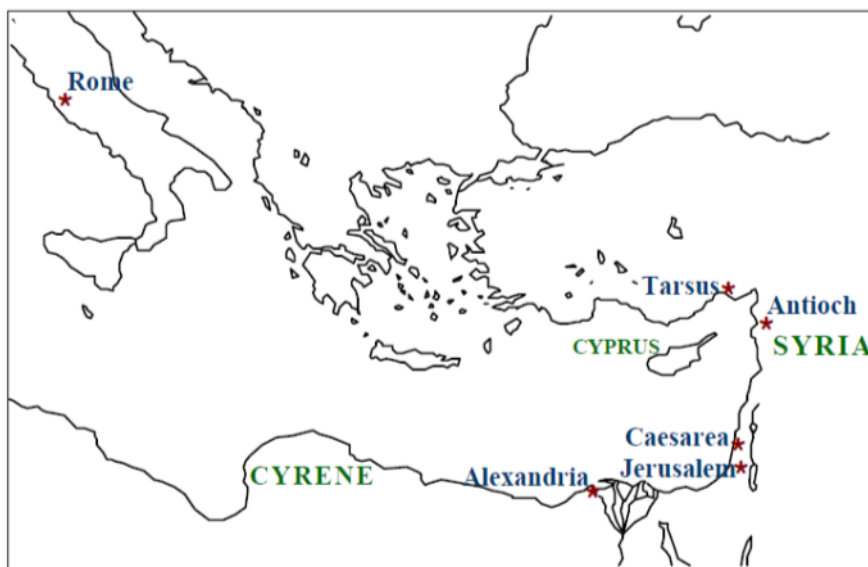 Rome
Tarsus
Antioch
CYPRUS
SYRIA
Caesarea
CYRENE
Alexandria
Jerusalem